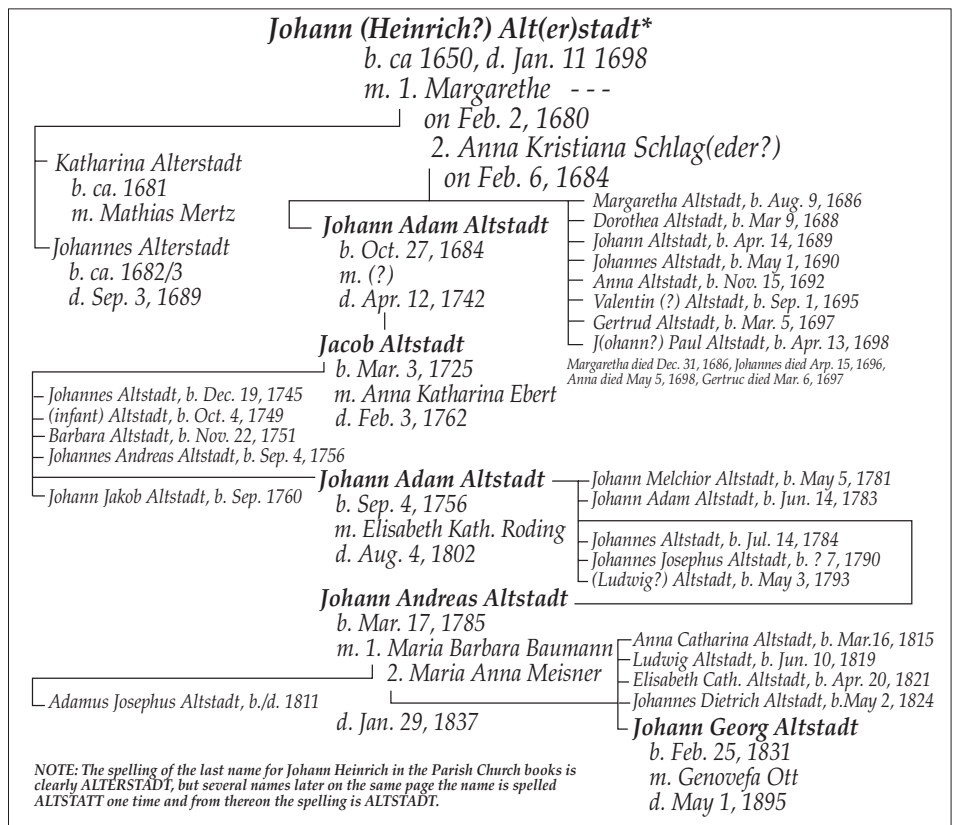 Johann (Heinrich?) Alt(er)stadt*
b. ca 1650, d. Jan. 11 1698
m. 1. Margarethe - - -
on Feb. 2, 1680
2. Anna Kristiana Schlag(eder?)
on Feb. 6, 1684
Katharina Alterstadt
b. ca. 1681
m. Mathias Mertz
Johannes Alterstadt
b. ca. 1682/3
d. Sep. 3, 1689
Johann Adam Altstadt
b. Oct. 27, 1684
m. (?)
d. Apr. 12, 1742
Margaretha Altstadt, b. Aug. 9, 1686
Dorothea Altstadt, b. Mar 9, 1688
Johann Altstadt, b. Apr. 14, 1689
Johannes Altstadt, b. May 1, 1690
Anna Altstadt, b. Nov. 15, 1692
Valentin (?) Altstadt, b. Sep. 1, 1695
Gertrud Altstadt, b. Mar. 5, 1697
J(ohann?) Paul Altstadt, b. Apr. 13, 1698
Margaretha died Dec. 31, 1686, Johannes died Arp. 15, 1696,
Anna died May 5, 1698, Gertruc died Mar. 6, 1697
Jacob Altstadt
b. Mar. 3, 1725
m. Anna Katharina Ebert
d. Feb. 3, 1762
Johannes Altstadt, b. Dec. 19, 1745
(infant) Altstadt, b. Oct. 4, 1749
Barbara Altstadt, b. Nov. 22, 1751
Johannes Andreas Altstadt, b. Sep. 4, 1756
Johann Jakob Altstadt, b. Sep. 1760
Johann Adam Altstadt
b. Sep. 4, 1756
m. Elisabeth Kath. Roding
d. Aug. 4, 1802
Johann Melchior Altstadt, b. May 5, 1781
Johann Adam Altstadt, b. Jun. 14, 1783
Johannes Altstadt, b. Jul. 14, 1784
Johannes Josephus Altstadt, b. ? 7, 1790
(Ludwig?) Altstadt, b. May 3, 1793
Johann Andreas Altstadt
b. Mar. 17, 1785
m. 1. Maria Barbara Baumann
2. Maria Anna Meisner
d. Jan. 29, 1837
Adamus Josephus Altstadt, b./d. 1811
Anna Catharina Altstadt, b. Mar.16, 1815
Ludwig Altstadt, b. Jun. 10, 1819
Elisabeth Cath. Altstadt, b. Apr. 20, 1821
Johannes Dietrich Altstadt, b.May 2, 1824
Johann Georg Altstadt
b. Feb. 25, 1831
m. Genovefa Ott
d. May 1, 1895
NOTE: The spelling of the last name for Johann Heinrich in the Parish Church books is
clearly ALTERSTADT, but several names later on the same page the name is spelled
ALTSTATT one time and from thereon the spelling is ALTSTADT.